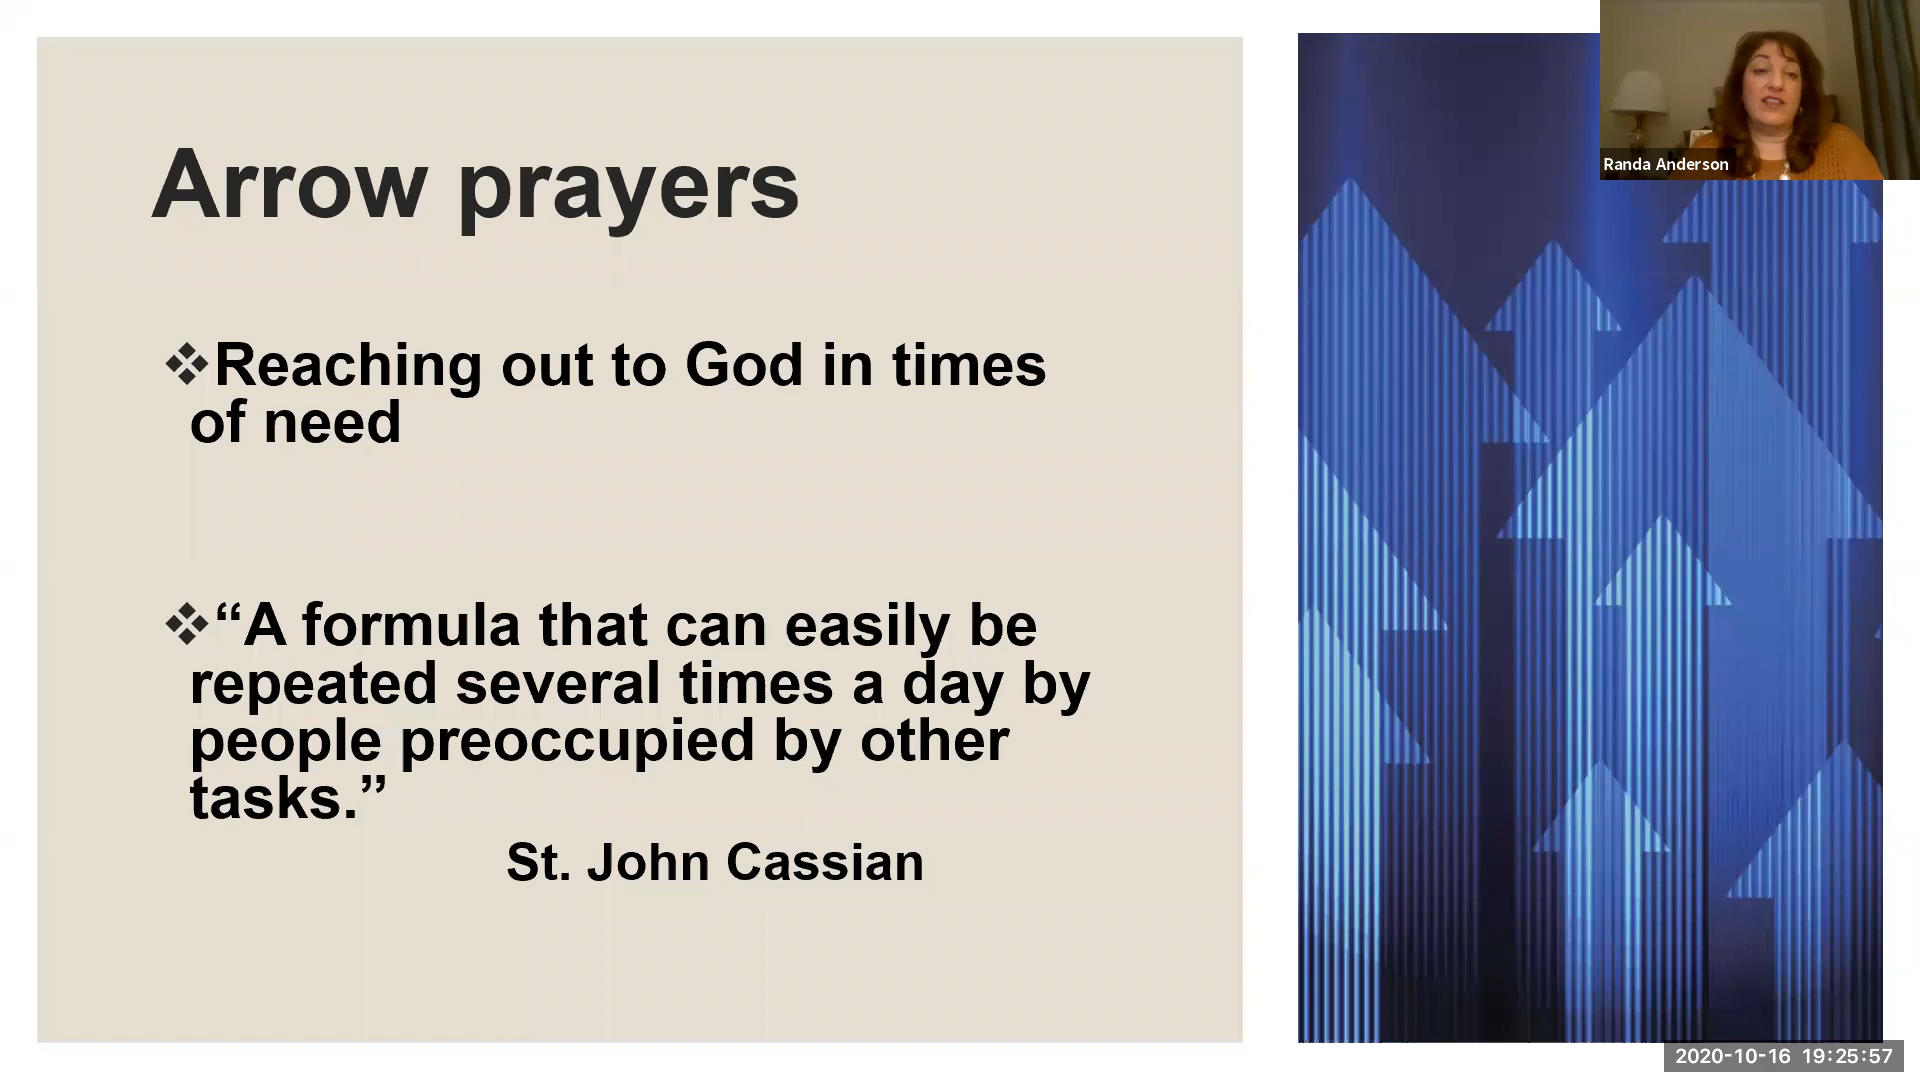 Arrow prayers
❖Reaching out to God in times
of need
❖“A formula that can easily be
repeated several times a day by
people preoccupied by other
tasks.”
St. John Cassian
Randa Anderson
2020-10-16 19:25:57